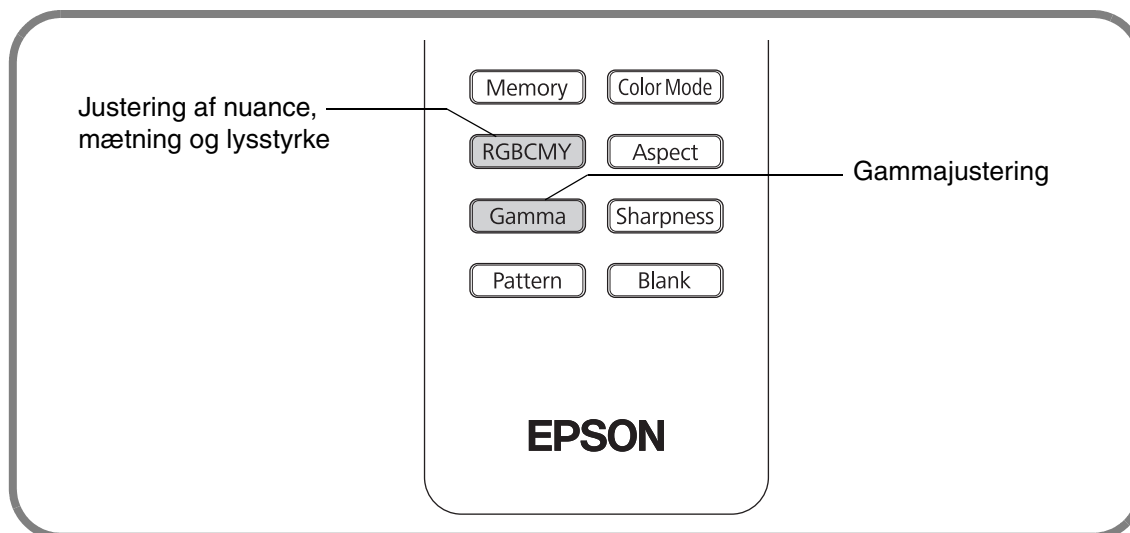 Memory
Color Mode
Justering af nuance,
mætning og lysstyrke
RGBCMY
Aspect
Gammajustering
Gamma
Sharpness
Pattern
Blank
EPSON